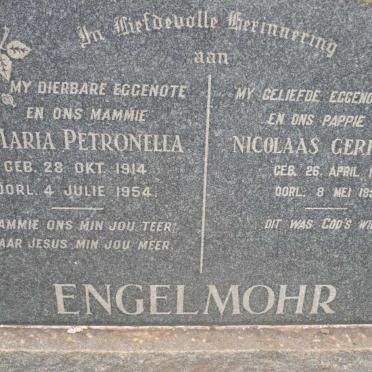 In Liefdevolle Herinnering
aan
MY DIERBARE EGGENOTE
EN ONS MAMMIE
MARIA PETRONELLA
GEB. 28 OKT. 1914
OORL. 4 JULIE 1954.
MAMMIE ONS MIN JOU TEER,
MAAR JESUS MIN JOU MEER.
MY GELIEFDE
EN ONS PAPPIE
NICOLAAS
GEB. 26 APRIL
OORL. 8 MEI
DIT WAS GOD'S
ENGELMOHR